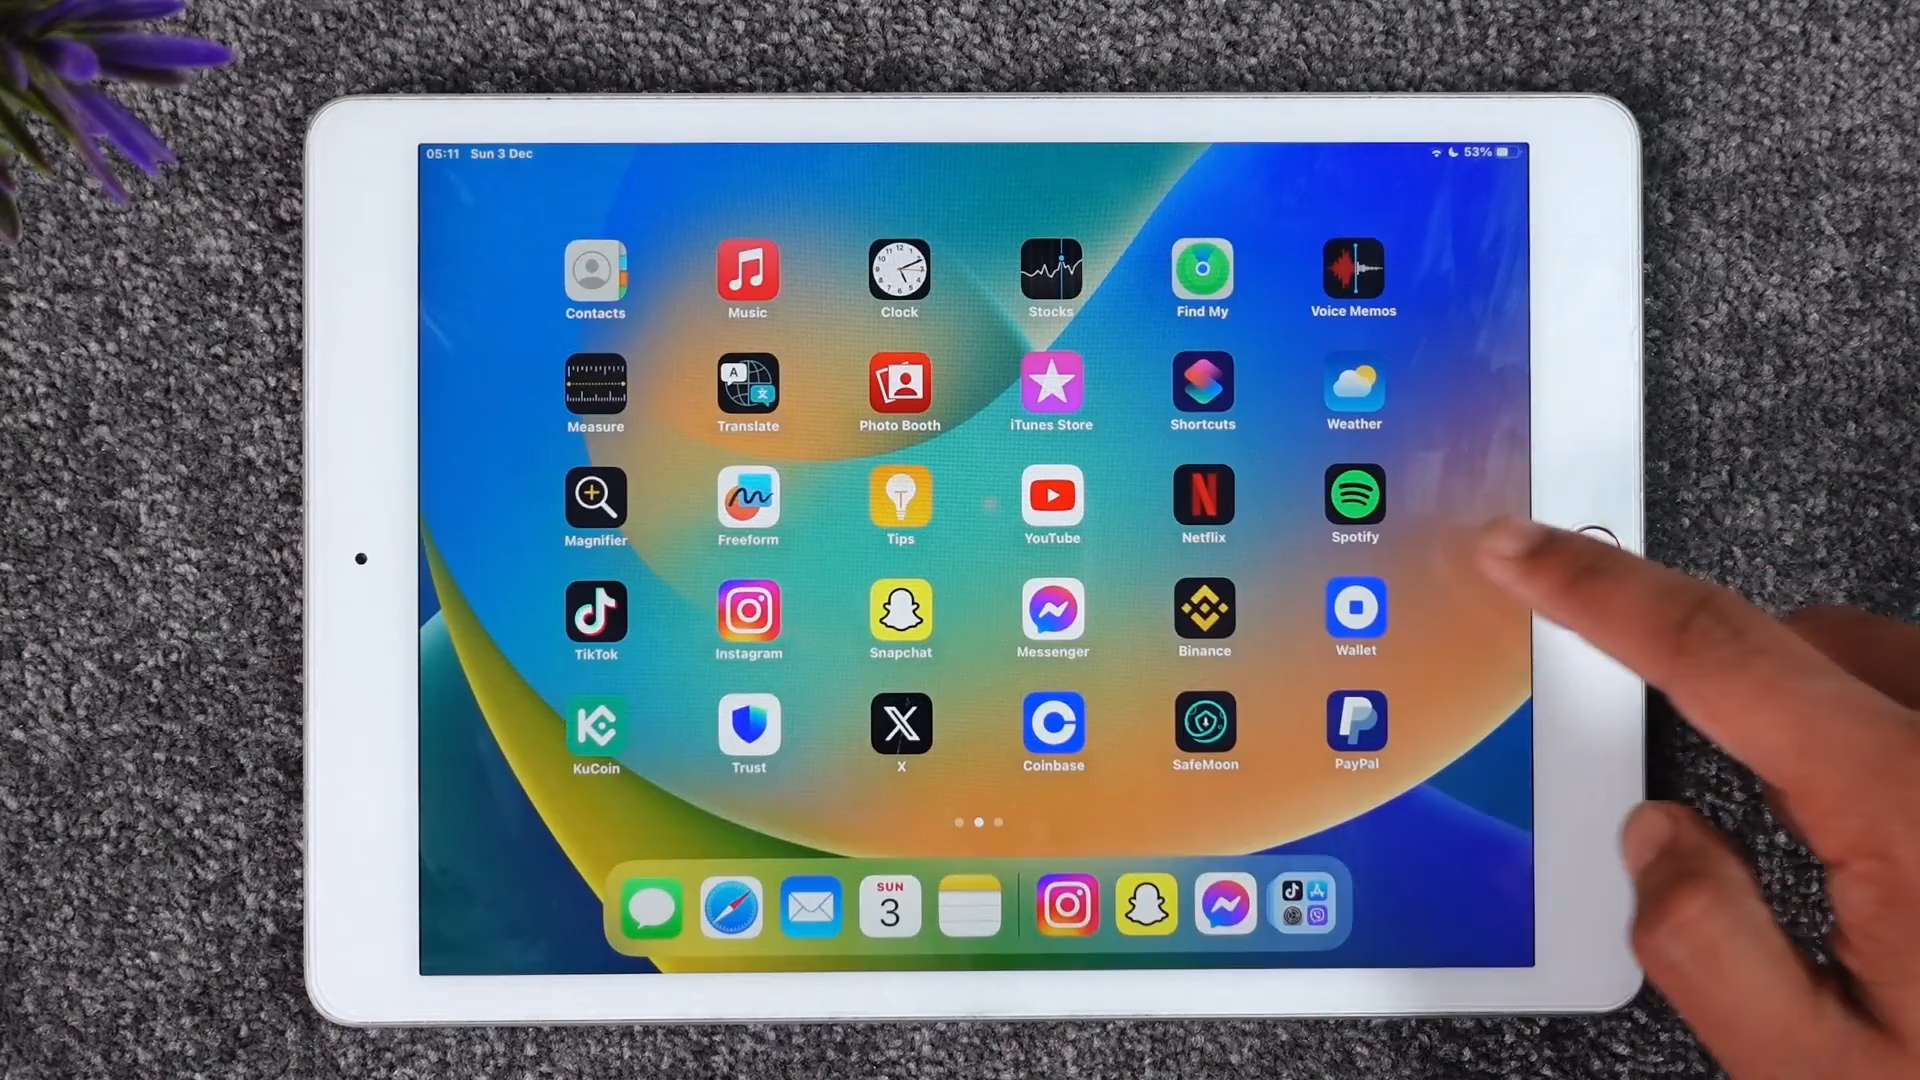 05:11 Sun 3 Dec 53%
Contacts Music Clock Stocks Find My Voice Memos
Measure Translate Photo Booth iTunes Store Shortcuts Weather
Magnifier Freeform Tips YouTube Netflix Spotify
TikTok Instagram Snapchat Messenger Binance Wallet
KuCoin Trust X Coinbase SafeMoon PayPal
SUN
3